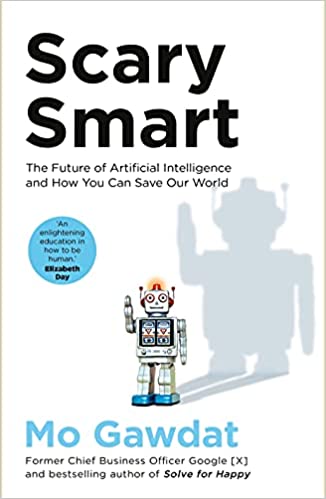 Scary
Smart
The Future of Artificial Intelligence
and How You Can Save Our World
'An
enlightening
education in
how to be
human.'
Elizabeth
Day
Mo Gawdat
Former Chief Business Officer Google [X]
and bestselling author of Solve for Happy